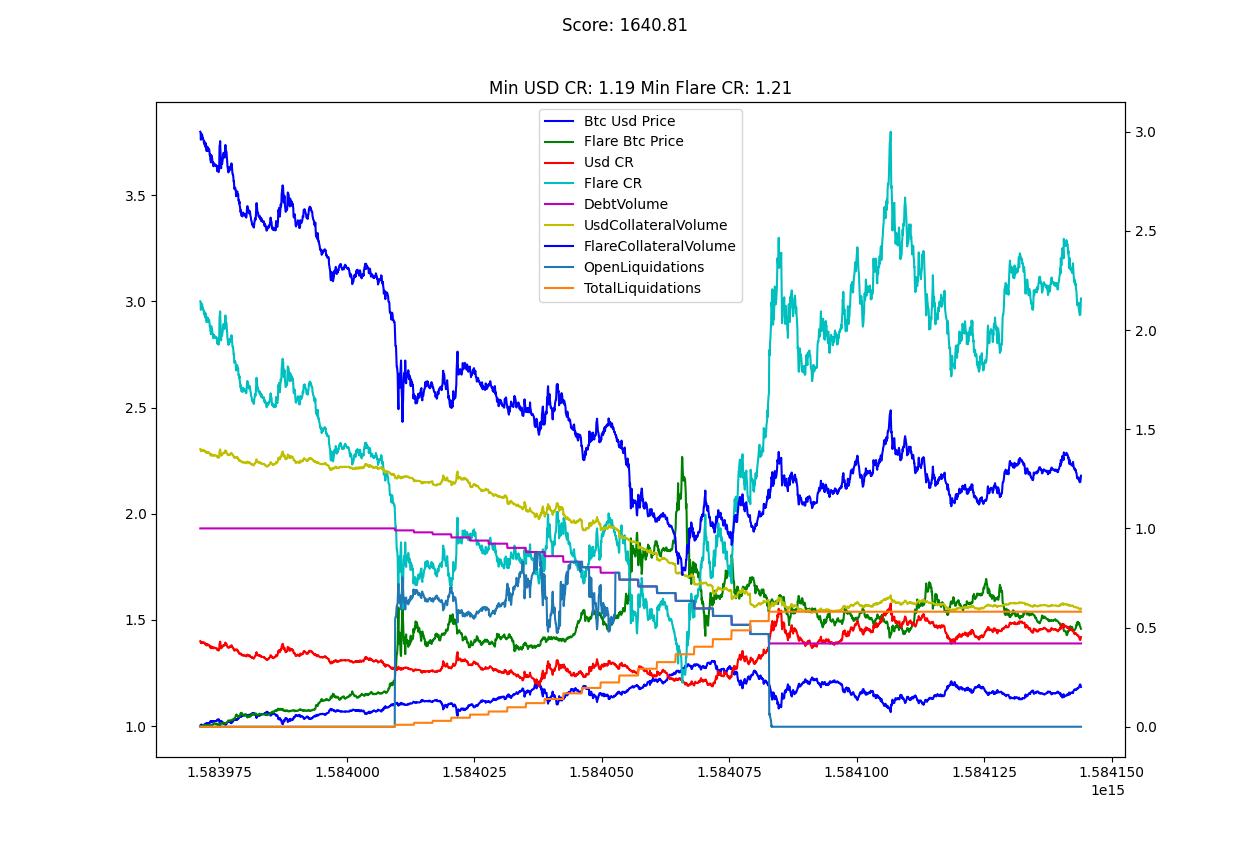 Score: 1640.81
Min USD CR: 1.19 Min Flare CR: 1.21
Btc Usd Price
Flare Btc Price
Usd CR
Flare CR
DebtVolume
UsdCollateralVolume
FlareCollateralVolume
OpenLiquidations
TotalLiquidations
3.5
3.0
2.5
2.0
1.5
1.0
3.0
2.5
2.0
1.5
1.0
0.5
0.0
1.583975
1.584000
1.584025
1.584050
1.584075
1.584100
1.584125
1.584150
1e15